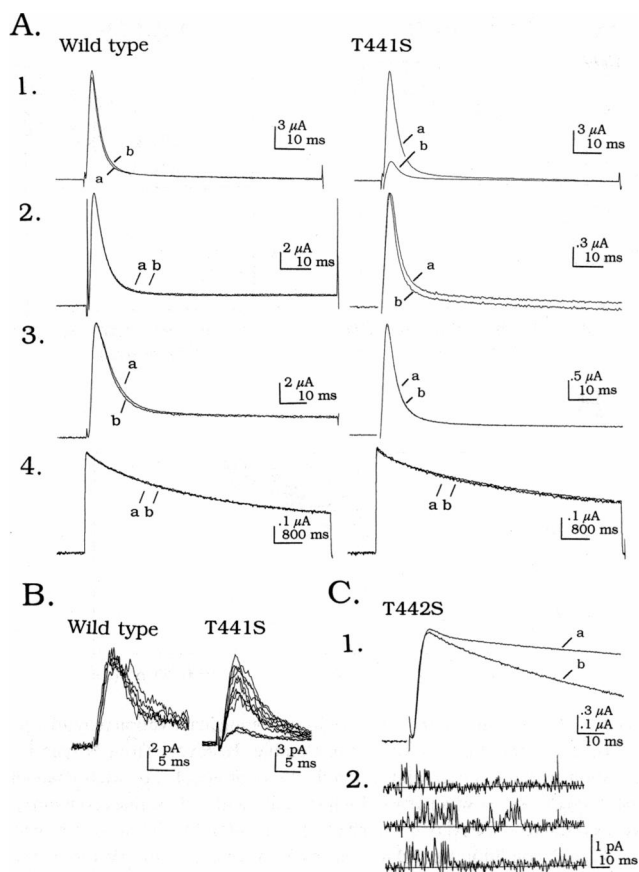 A.
Wild type
T441S
1.
a
b
3 μA
10 ms
a
b
3 μA
10 ms
2.
a b
2 μA
10 ms
a
b
.3 μA
10 ms
3.
a
b
2 μA
10 ms
a
b
.5 μA
10 ms
4.
a b
.1 μA
800 ms
a b
.1 μA
800 ms
B.
Wild type
T441S
2 pA
5 ms
3 pA
5 ms
C.
T442S
1.
a
b
.3 μA
.1 μA
10 ms
2.
1 pA
10 ms